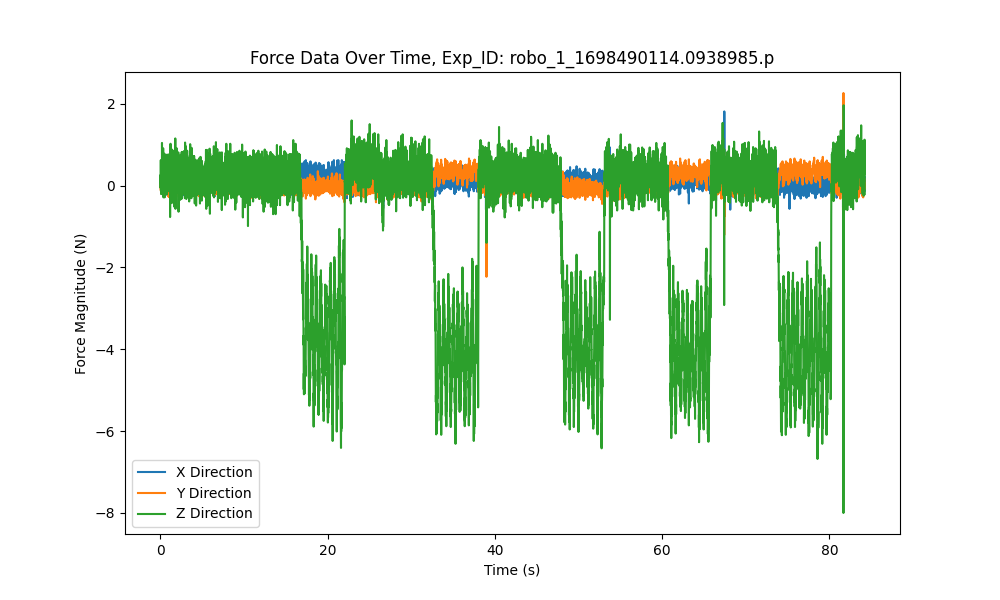 Force Data Over Time, Exp_ID: robo_1_1698490114.0938985.p
Force Magnitude (N)
2
0
−2
−4
−6
−8
X Direction
Y Direction
Z Direction
0 20 40 60 80
Time (s)